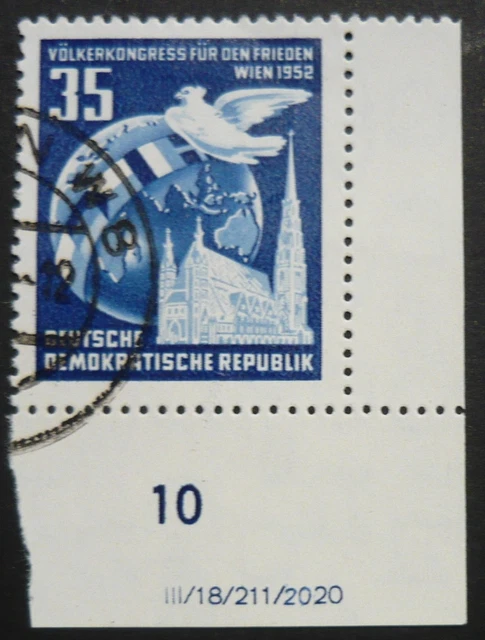 VÖLKERKONGRESS FÜR DEN FRIEDEN
WIEN 1952
35
DEUTSCHE
DEMOKRATISCHE REPUBLIK
10
III/18/211/2020